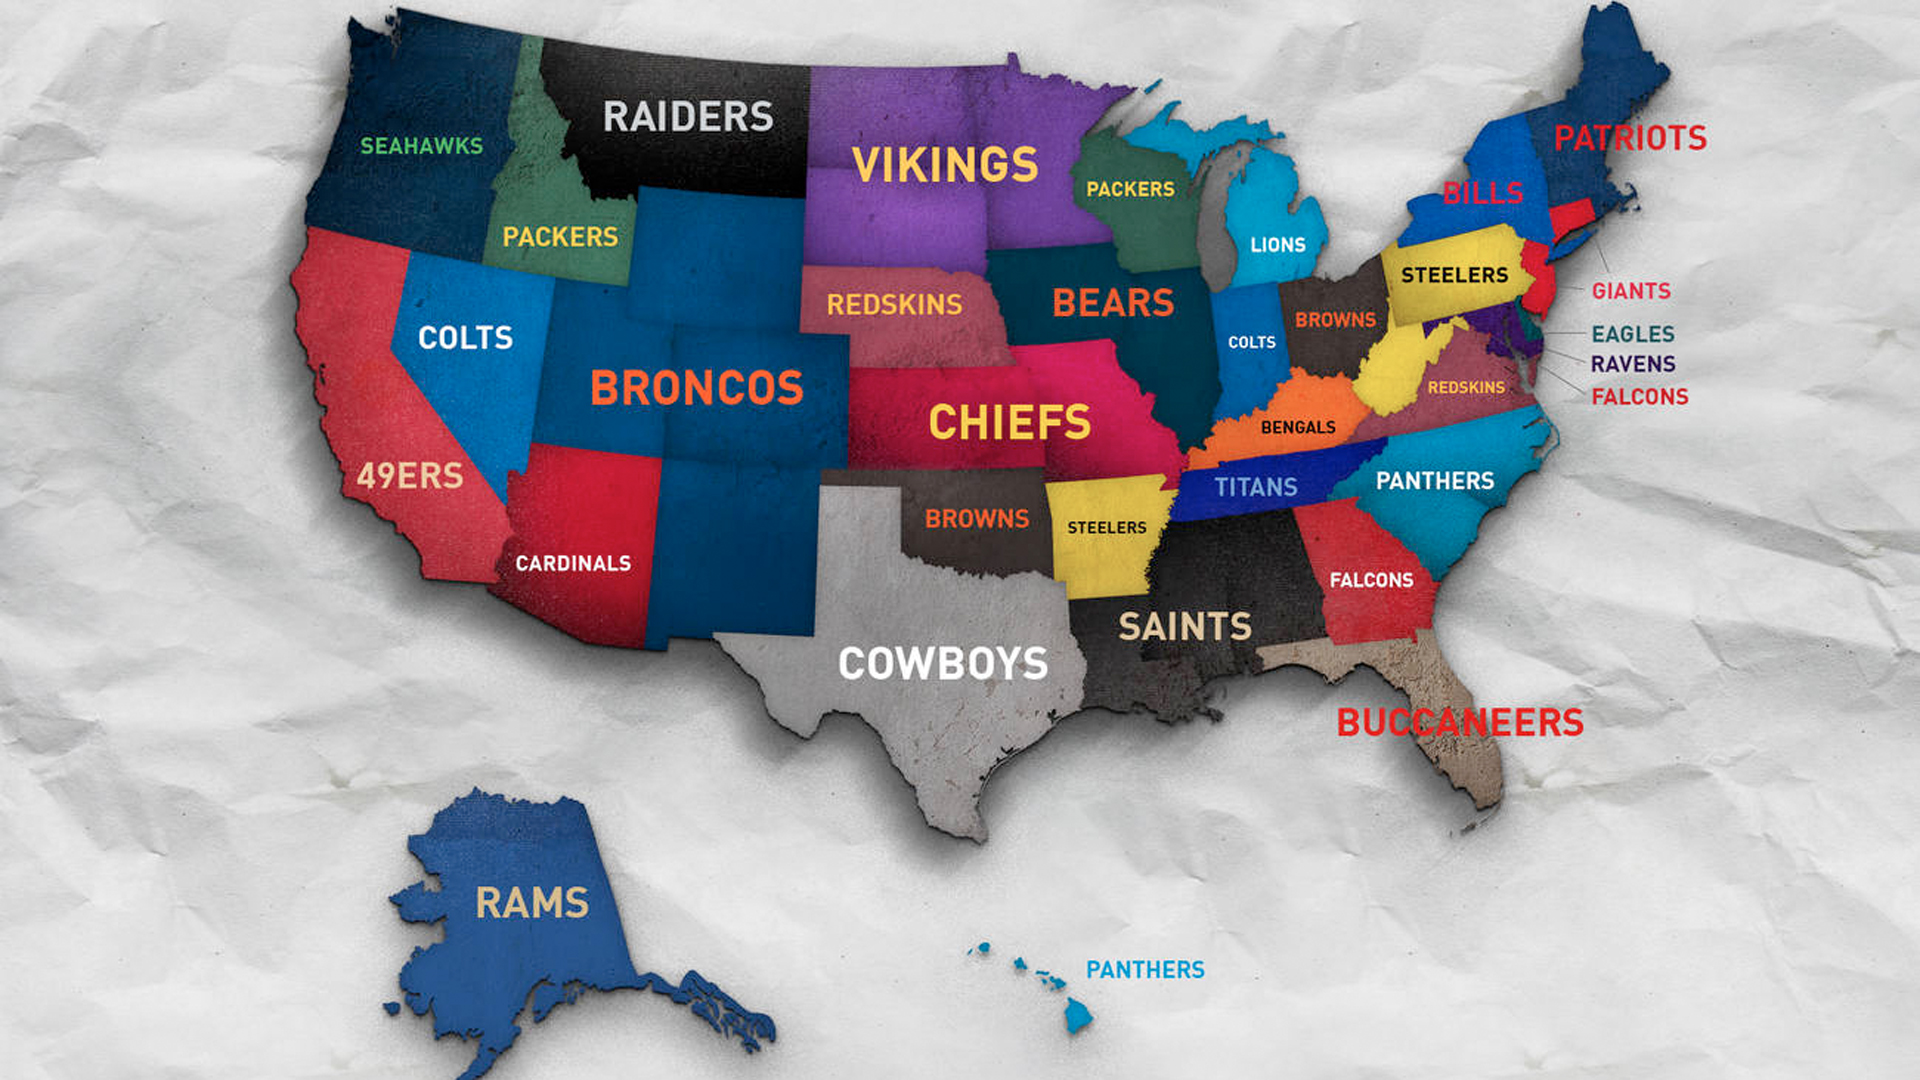 RAIDERS
SEAHAWKS
PATRIOTS
VIKINGS
PACKERS
BILLS
PACKERS
LIONS
STEELERS
GIANTS
REDSKINS
BEARS
BROWNS
EAGLES
COLTS
COLTS
RAVENS
BRONCOS
REDSKINS
FALCONS
CHIEFS
BENGALS
49ERS
TITANS
PANTHERS
BROWNS
STEELERS
CARDINALS
FALCONS
SAINTS
COWBOYS
BUCCANEERS
RAMS
PANTHERS